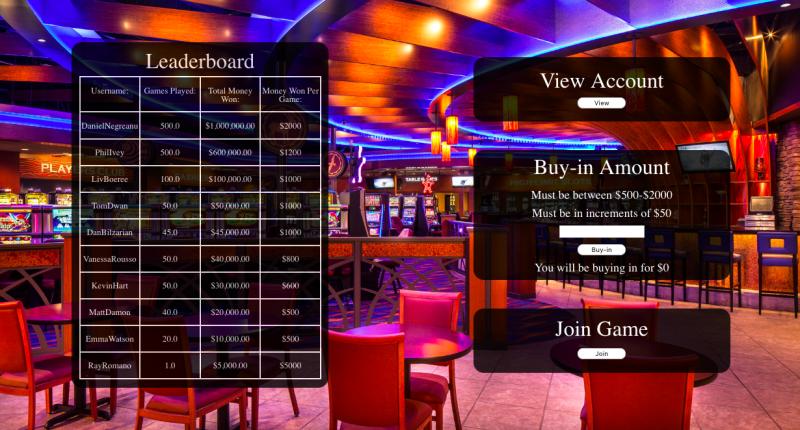 Leaderboard
Username: Games Played: Total Money Won: Money Won Per Game:
DanielNegreanu 500.0 $1,000,000.00 $2000
PhilIvey 500.0 $600,000.00 $1200
LivBoeree 100.0 $100,000.00 $1000
TomDwan 50.0 $50,000.00 $1000
DanBilzarian 45.0 $45,000.00 $1000
VanessaRousso 50.0 $40,000.00 $800
KevinHart 50.0 $30,000.00 $600
MattDamon 40.0 $20,000.00 $500
EmmaWatson 20.0 $10,000.00 $500
RayRomano 1.0 $5,000.00 $5000
View Account
View
Buy-in Amount
Must be between $500-$2000
Must be in increments of $50
Buy-in
You will be buying in for $0
Join Game
Join
PLAY
CLUB